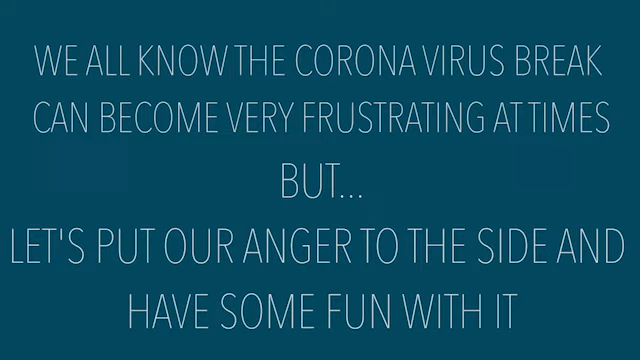 WE ALL KNOW THE CORONA VIRUS BREAK
CAN BECOME VERY FRUSTRATING AT TIMES
BUT...
LET'S PUT OUR ANGER TO THE SIDE AND
HAVE SOME FUN WITH IT